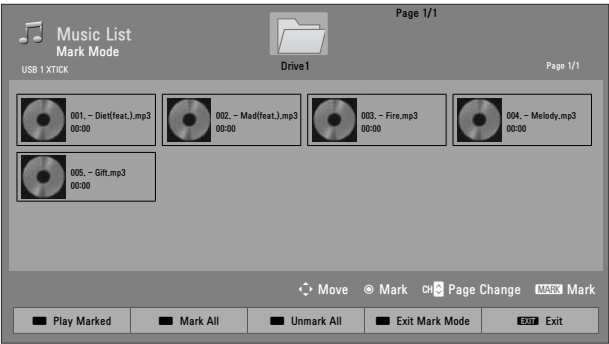 Page 1/1
Music List
Mark Mode
USB 1 XTICK
Drive1
Page 1/1
001. - Diet(feat.).mp3
00:00
002. - Mad(feat.).mp3
00:00
003. - Fire.mp3
00:00
004. - Melody.mp3
00:00
005. - Gift.mp3
00:00
Move Mark CH Page Change MARK Mark
Play Marked Mark All Unmark All Exit Mark Mode EXIT Exit